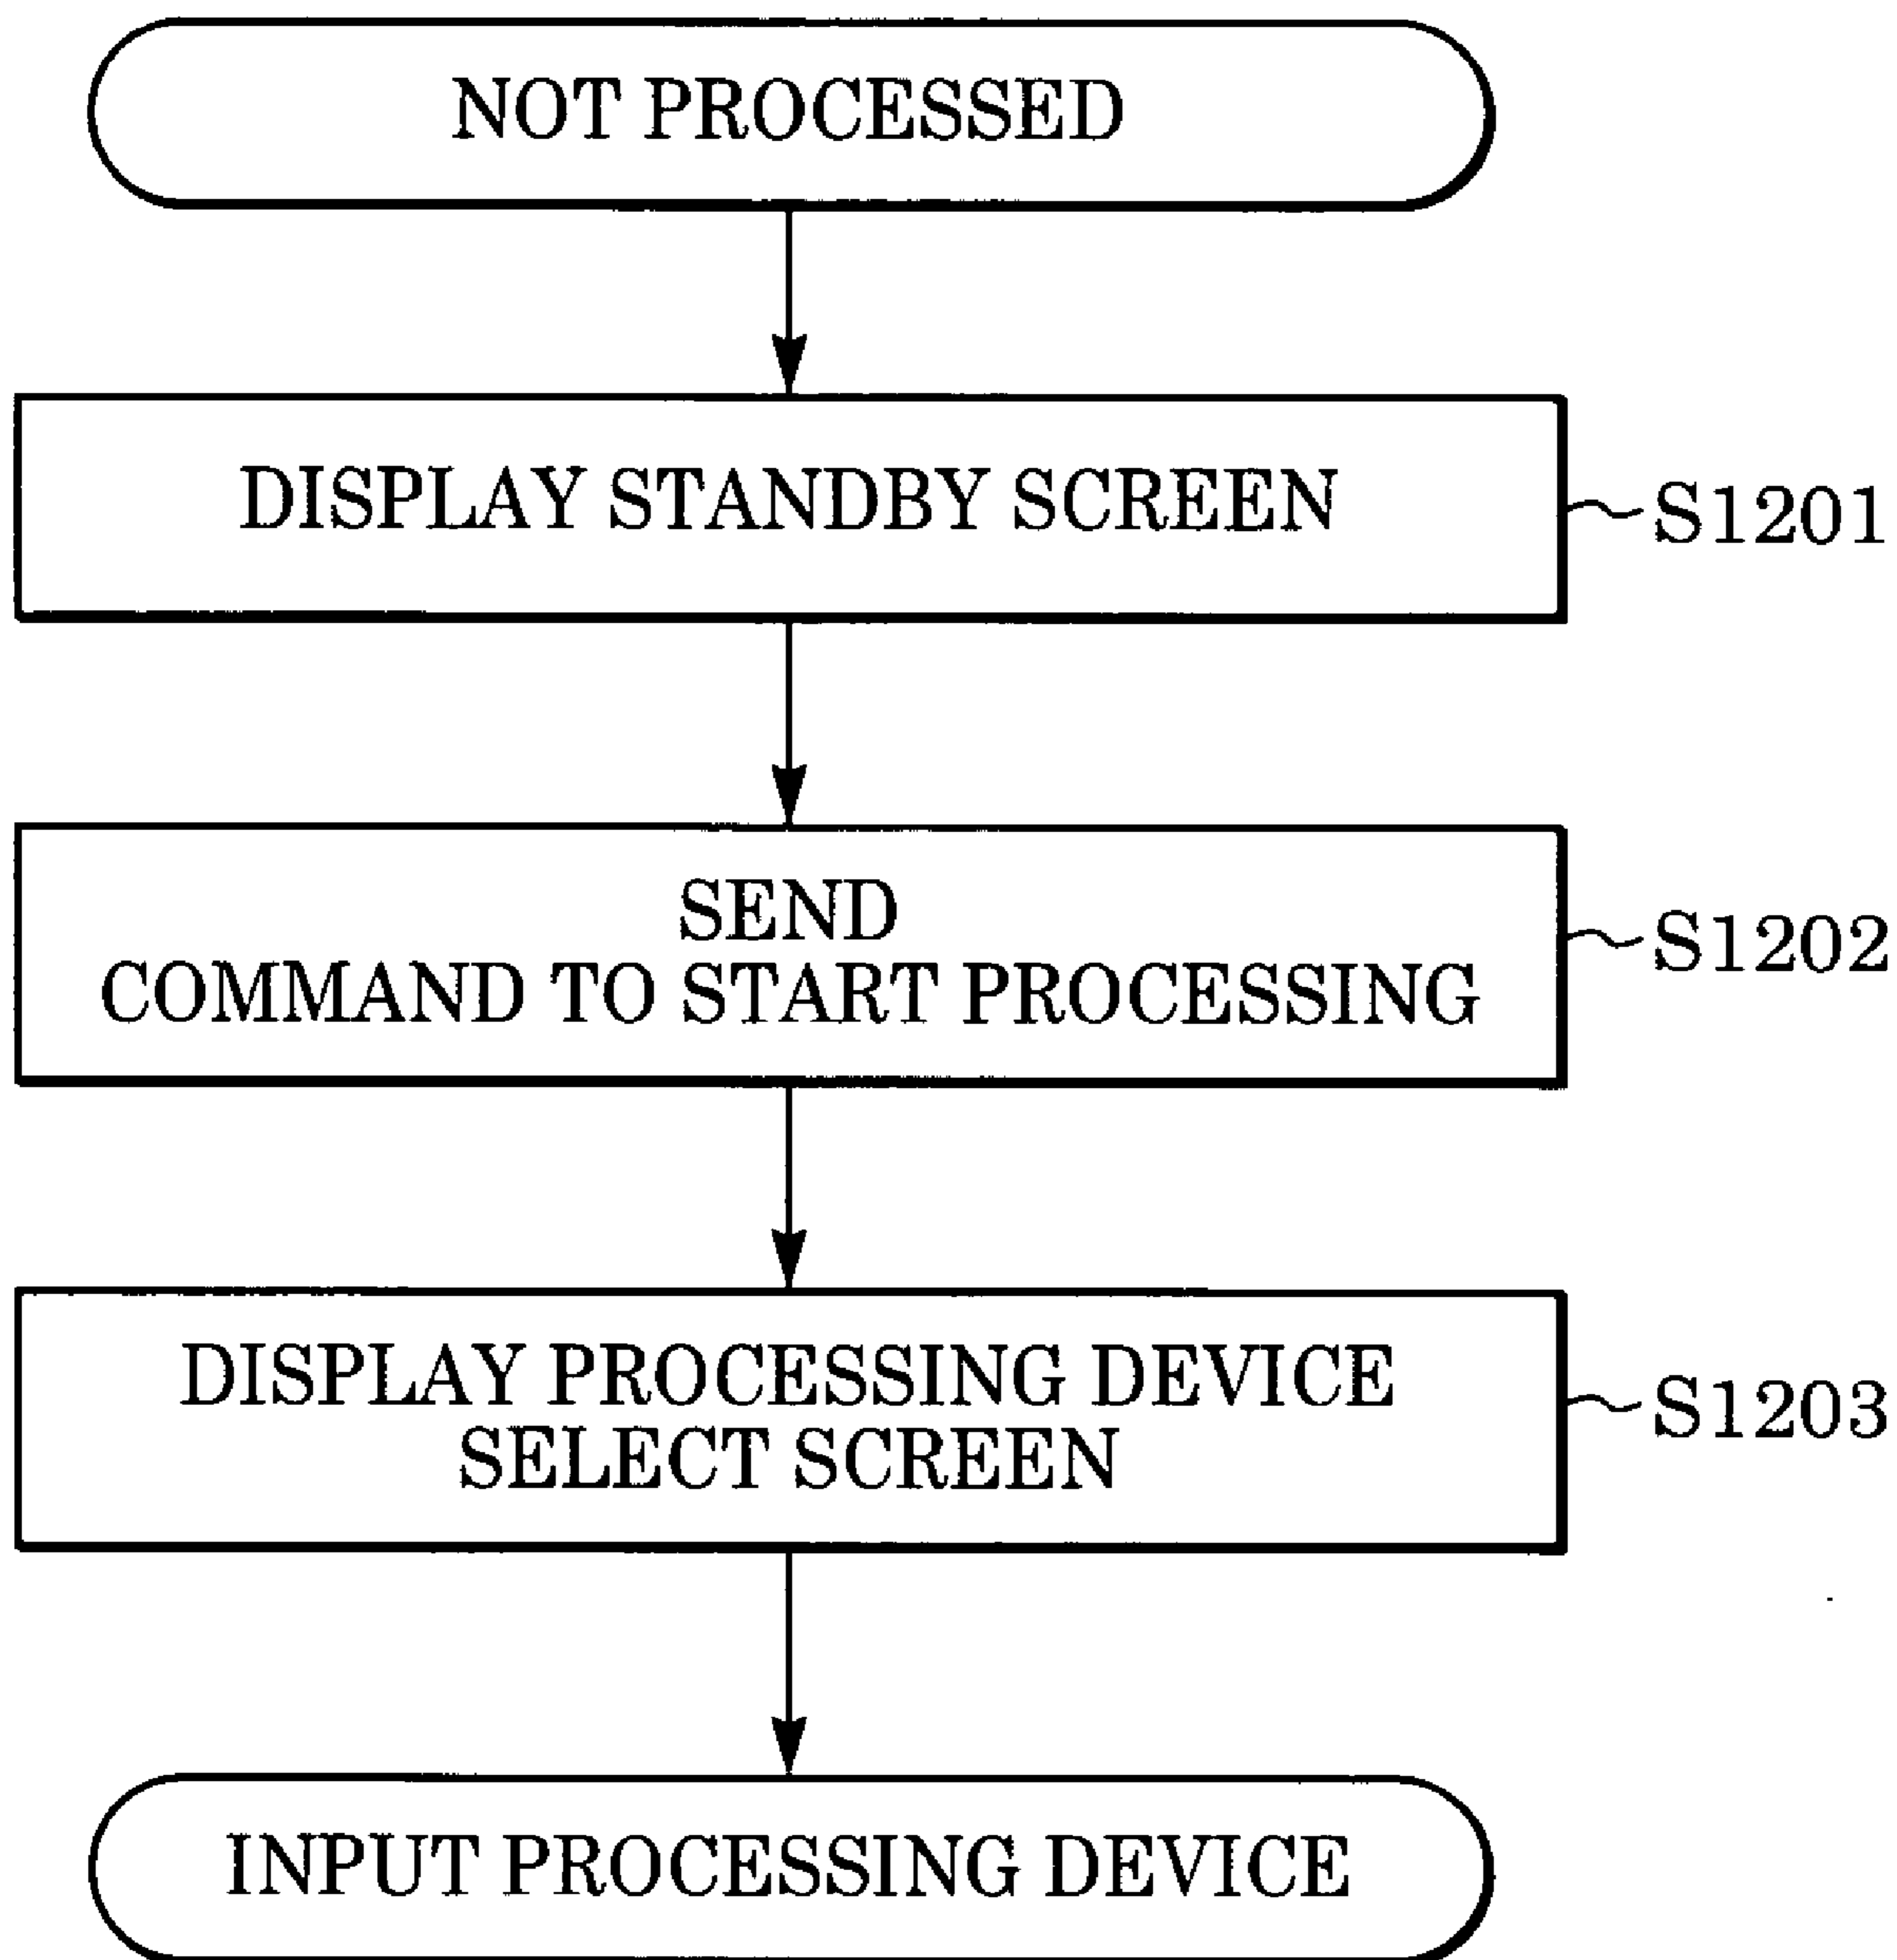 NOT PROCESSED
DISPLAY STANDBY SCREEN
S1201
SEND
COMMAND TO START PROCESSING
S1202
DISPLAY PROCESSING DEVICE
SELECT SCREEN
S1203
INPUT PROCESSING DEVICE